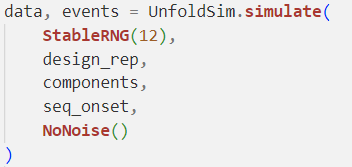 data, events = UnfoldSim.simulate(
    StableRNG(12),
    design_rep,
    components,
    seq_onset,
    NoNoise()
)